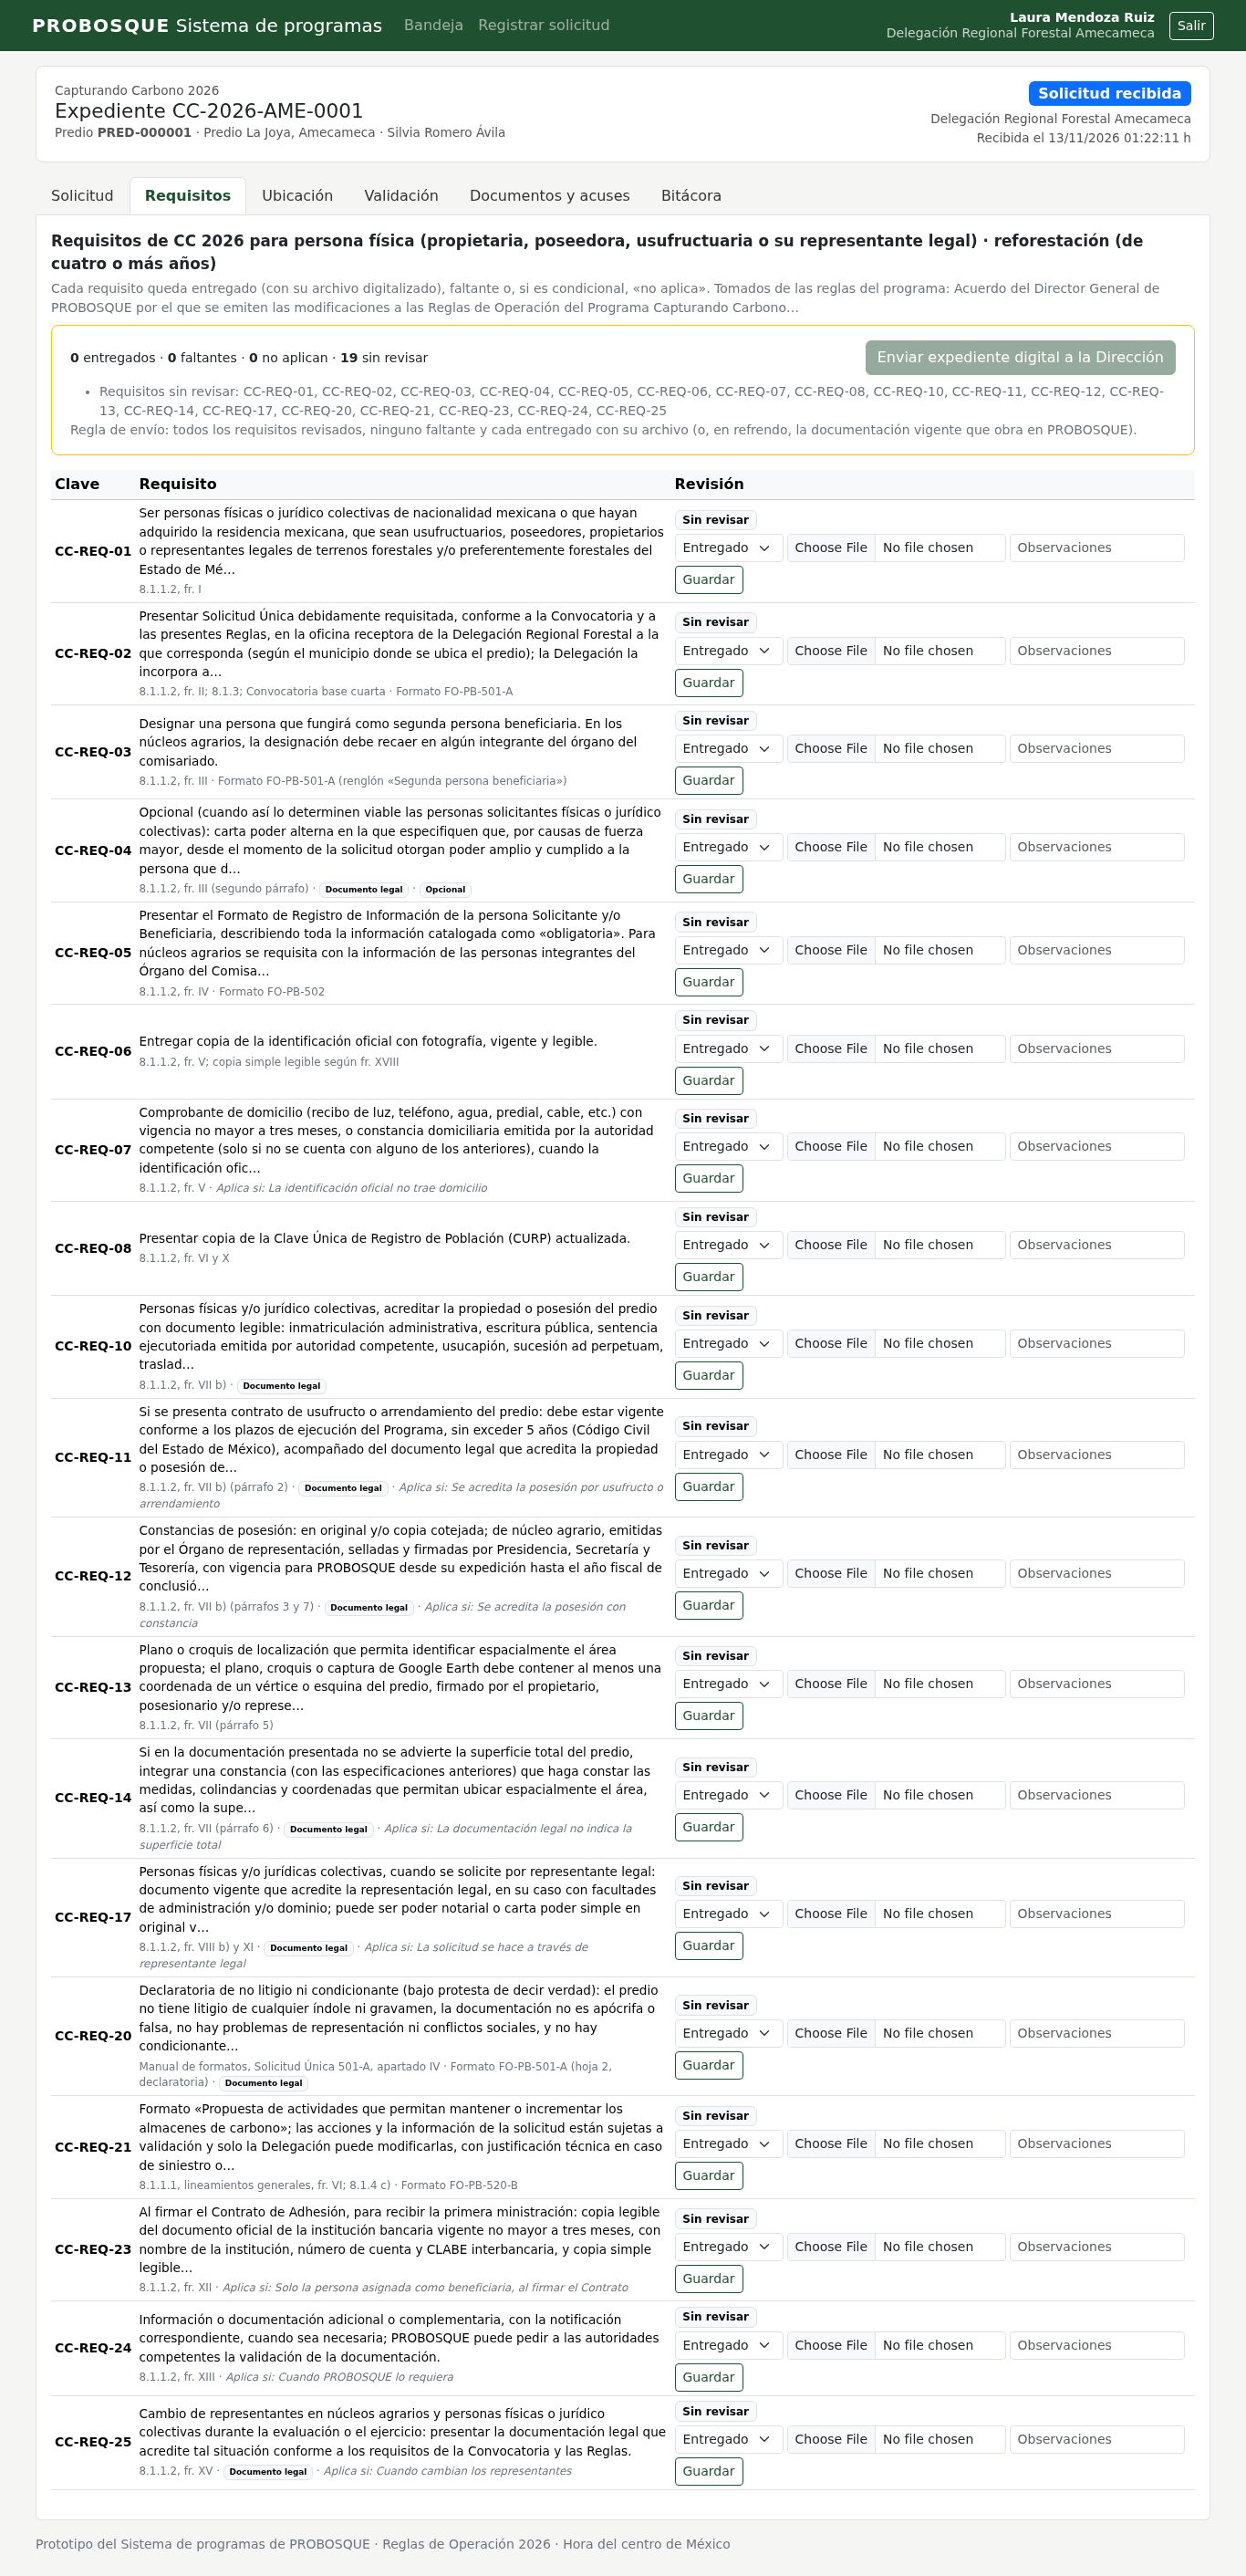 PROBOSQUE Sistema de programas Bandeja Registrar solicitud
Laura Mendoza Ruiz
Delegación Regional Forestal Amecameca
Salir
Capturando Carbono 2026
Expediente CC-2026-AME-0001
Predio PRED-000001 · Predio La Joya, Amecameca · Silvia Romero Ávila
Solicitud recibida
Delegación Regional Forestal Amecameca
Recibida el 13/11/2026 01:22:11 h
Solicitud Requisitos Ubicación Validación Documentos y acuses Bitácora
Requisitos de CC 2026 para persona física (propietaria, poseedora, usufructuaria o su representante legal) · reforestación (de
cuatro o más años)
Cada requisito queda entregado (con su archivo digitalizado), faltante o, si es condicional, «no aplica». Tomados de las reglas del programa: Acuerdo del Director General de
PROBOSQUE por el que se emiten las modificaciones a las Reglas de Operación del Programa Capturando Carbono…
0 entregados · 0 faltantes · 0 no aplican · 19 sin revisar
Enviar expediente digital a la Dirección
• Requisitos sin revisar: CC-REQ-01, CC-REQ-02, CC-REQ-03, CC-REQ-04, CC-REQ-05, CC-REQ-06, CC-REQ-07, CC-REQ-08, CC-REQ-10, CC-REQ-11, CC-REQ-12, CC-REQ-
13, CC-REQ-14, CC-REQ-17, CC-REQ-20, CC-REQ-21, CC-REQ-23, CC-REQ-24, CC-REQ-25
Regla de envío: todos los requisitos revisados, ninguno faltante y cada entregado con su archivo (o, en refrendo, la documentación vigente que obra en PROBOSQUE).
Clave Requisito Revisión
CC-REQ-01
Ser personas físicas o jurídico colectivas de nacionalidad mexicana o que hayan
adquirido la residencia mexicana, que sean usufructuarios, poseedores, propietarios
o representantes legales de terrenos forestales y/o preferentemente forestales del
Estado de Mé…
8.1.1.2, fr. I
Sin revisar
Entregado Choose File No file chosen Observaciones
Guardar
CC-REQ-02
Presentar Solicitud Única debidamente requisitada, conforme a la Convocatoria y a
las presentes Reglas, en la oficina receptora de la Delegación Regional Forestal a la
que corresponda (según el municipio donde se ubica el predio); la Delegación la
incorpora a…
8.1.1.2, fr. II; 8.1.3; Convocatoria base cuarta · Formato FO-PB-501-A
Sin revisar
Entregado Choose File No file chosen Observaciones
Guardar
CC-REQ-03
Designar una persona que fungirá como segunda persona beneficiaria. En los
núcleos agrarios, la designación debe recaer en algún integrante del órgano del
comisariado.
8.1.1.2, fr. III · Formato FO-PB-501-A (renglón «Segunda persona beneficiaria»)
Sin revisar
Entregado Choose File No file chosen Observaciones
Guardar
CC-REQ-04
Opcional (cuando así lo determinen viable las personas solicitantes físicas o jurídico
colectivas): carta poder alterna en la que especifiquen que, por causas de fuerza
mayor, desde el momento de la solicitud otorgan poder amplio y cumplido a la
persona que d…
8.1.1.2, fr. III (segundo párrafo) · Documento legal · Opcional
Sin revisar
Entregado Choose File No file chosen Observaciones
Guardar
CC-REQ-05
Presentar el Formato de Registro de Información de la persona Solicitante y/o
Beneficiaria, describiendo toda la información catalogada como «obligatoria». Para
núcleos agrarios se requisita con la información de las personas integrantes del
Órgano del Comisa…
8.1.1.2, fr. IV · Formato FO-PB-502
Sin revisar
Entregado Choose File No file chosen Observaciones
Guardar
CC-REQ-06
Entregar copia de la identificación oficial con fotografía, vigente y legible.
8.1.1.2, fr. V; copia simple legible según fr. XVIII
Sin revisar
Entregado Choose File No file chosen Observaciones
Guardar
CC-REQ-07
Comprobante de domicilio (recibo de luz, teléfono, agua, predial, cable, etc.) con
vigencia no mayor a tres meses, o constancia domiciliaria emitida por la autoridad
competente (solo si no se cuenta con alguno de los anteriores), cuando la
identificación ofic…
8.1.1.2, fr. V · Aplica si: La identificación oficial no trae domicilio
Sin revisar
Entregado Choose File No file chosen Observaciones
Guardar
CC-REQ-08
Presentar copia de la Clave Única de Registro de Población (CURP) actualizada.
8.1.1.2, fr. VI y X
Sin revisar
Entregado Choose File No file chosen Observaciones
Guardar
CC-REQ-10
Personas físicas y/o jurídico colectivas, acreditar la propiedad o posesión del predio
con documento legible: inmatriculación administrativa, escritura pública, sentencia
ejecutoriada emitida por autoridad competente, usucapión, sucesión ad perpetuam,
traslad…
8.1.1.2, fr. VII b) · Documento legal
Sin revisar
Entregado Choose File No file chosen Observaciones
Guardar
CC-REQ-11
Si se presenta contrato de usufructo o arrendamiento del predio: debe estar vigente
conforme a los plazos de ejecución del Programa, sin exceder 5 años (Código Civil
del Estado de México), acompañado del documento legal que acredita la propiedad
o posesión de…
8.1.1.2, fr. VII b) (párrafo 2) · Documento legal · Aplica si: Se acredita la posesión por usufructo o
arrendamiento
Sin revisar
Entregado Choose File No file chosen Observaciones
Guardar
CC-REQ-12
Constancias de posesión: en original y/o copia cotejada; de núcleo agrario, emitidas
por el Órgano de representación, selladas y firmadas por Presidencia, Secretaría y
Tesorería, con vigencia para PROBOSQUE desde su expedición hasta el año fiscal de
conclusió…
8.1.1.2, fr. VII b) (párrafos 3 y 7) · Documento legal · Aplica si: Se acredita la posesión con
constancia
Sin revisar
Entregado Choose File No file chosen Observaciones
Guardar
CC-REQ-13
Plano o croquis de localización que permita identificar espacialmente el área
propuesta; el plano, croquis o captura de Google Earth debe contener al menos una
coordenada de un vértice o esquina del predio, firmado por el propietario,
posesionario y/o represe…
8.1.1.2, fr. VII (párrafo 5)
Sin revisar
Entregado Choose File No file chosen Observaciones
Guardar
CC-REQ-14
Si en la documentación presentada no se advierte la superficie total del predio,
integrar una constancia (con las especificaciones anteriores) que haga constar las
medidas, colindancias y coordenadas que permitan ubicar espacialmente el área,
así como la supe…
8.1.1.2, fr. VII (párrafo 6) · Documento legal · Aplica si: La documentación legal no indica la
superficie total
Sin revisar
Entregado Choose File No file chosen Observaciones
Guardar
CC-REQ-17
Personas físicas y/o jurídicas colectivas, cuando se solicite por representante legal:
documento vigente que acredite la representación legal, en su caso con facultades
de administración y/o dominio; puede ser poder notarial o carta poder simple en
original v…
8.1.1.2, fr. VIII b) y XI · Documento legal · Aplica si: La solicitud se hace a través de
representante legal
Sin revisar
Entregado Choose File No file chosen Observaciones
Guardar
CC-REQ-20
Declaratoria de no litigio ni condicionante (bajo protesta de decir verdad): el predio
no tiene litigio de cualquier índole ni gravamen, la documentación no es apócrifa o
falsa, no hay problemas de representación ni conflictos sociales, y no hay
condicionante…
Manual de formatos, Solicitud Única 501-A, apartado IV · Formato FO-PB-501-A (hoja 2,
declaratoria) · Documento legal
Sin revisar
Entregado Choose File No file chosen Observaciones
Guardar
CC-REQ-21
Formato «Propuesta de actividades que permitan mantener o incrementar los
almacenes de carbono»; las acciones y la información de la solicitud están sujetas a
validación y solo la Delegación puede modificarlas, con justificación técnica en caso
de siniestro o…
8.1.1.1, lineamientos generales, fr. VI; 8.1.4 c) · Formato FO-PB-520-B
Sin revisar
Entregado Choose File No file chosen Observaciones
Guardar
CC-REQ-23
Al firmar el Contrato de Adhesión, para recibir la primera ministración: copia legible
del documento oficial de la institución bancaria vigente no mayor a tres meses, con
nombre de la institución, número de cuenta y CLABE interbancaria, y copia simple
legible…
8.1.1.2, fr. XII · Aplica si: Solo la persona asignada como beneficiaria, al firmar el Contrato
Sin revisar
Entregado Choose File No file chosen Observaciones
Guardar
CC-REQ-24
Información o documentación adicional o complementaria, con la notificación
correspondiente, cuando sea necesaria; PROBOSQUE puede pedir a las autoridades
competentes la validación de la documentación.
8.1.1.2, fr. XIII · Aplica si: Cuando PROBOSQUE lo requiera
Sin revisar
Entregado Choose File No file chosen Observaciones
Guardar
CC-REQ-25
Cambio de representantes en núcleos agrarios y personas físicas o jurídico
colectivas durante la evaluación o el ejercicio: presentar la documentación legal que
acredite tal situación conforme a los requisitos de la Convocatoria y las Reglas.
8.1.1.2, fr. XV · Documento legal · Aplica si: Cuando cambian los representantes
Sin revisar
Entregado Choose File No file chosen Observaciones
Guardar
Prototipo del Sistema de programas de PROBOSQUE · Reglas de Operación 2026 · Hora del centro de México